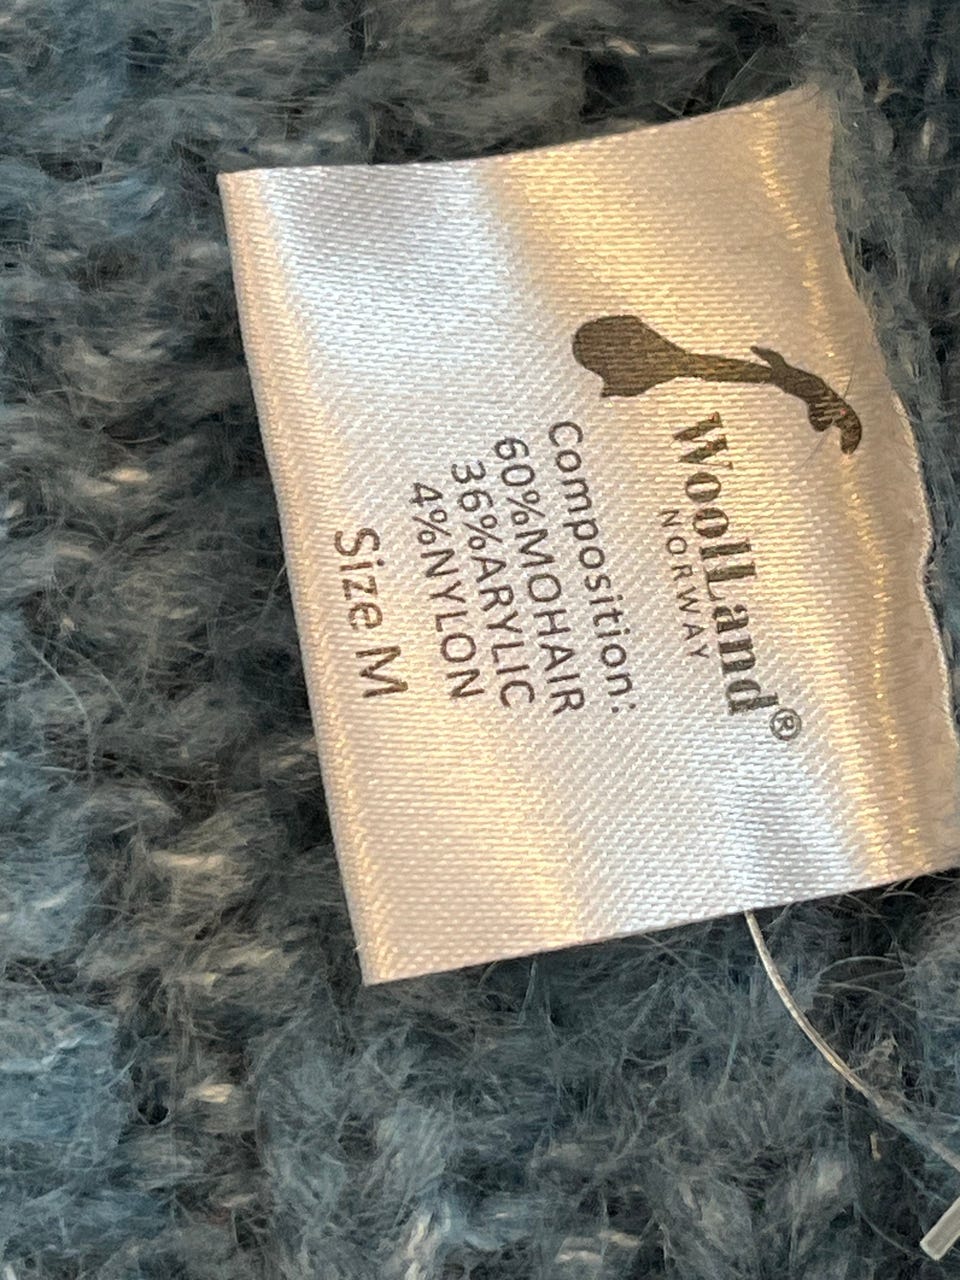 WoolLand®
NORWAY
Composition:
60%MOHAIR
36%ARYLIC
4%NYLON
Size M